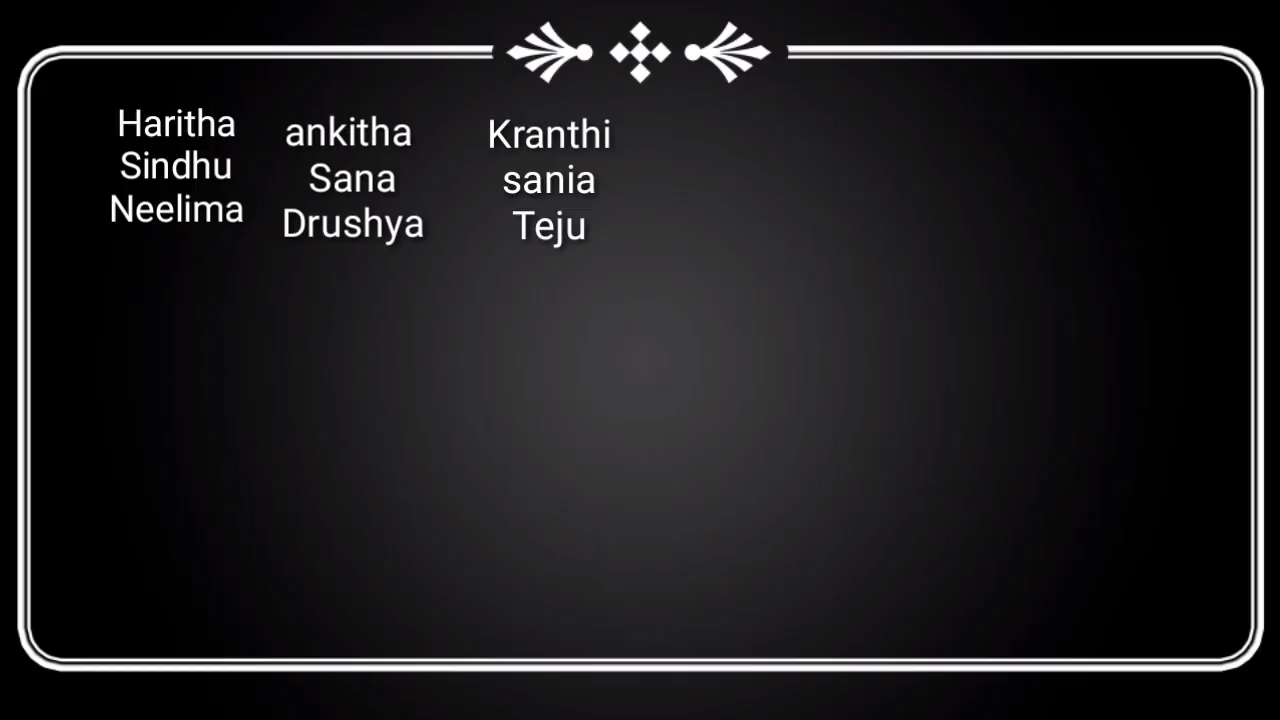 Haritha
Sindhu
Neelima
ankitha
Sana
Drushya
Kranthi
sania
Teju